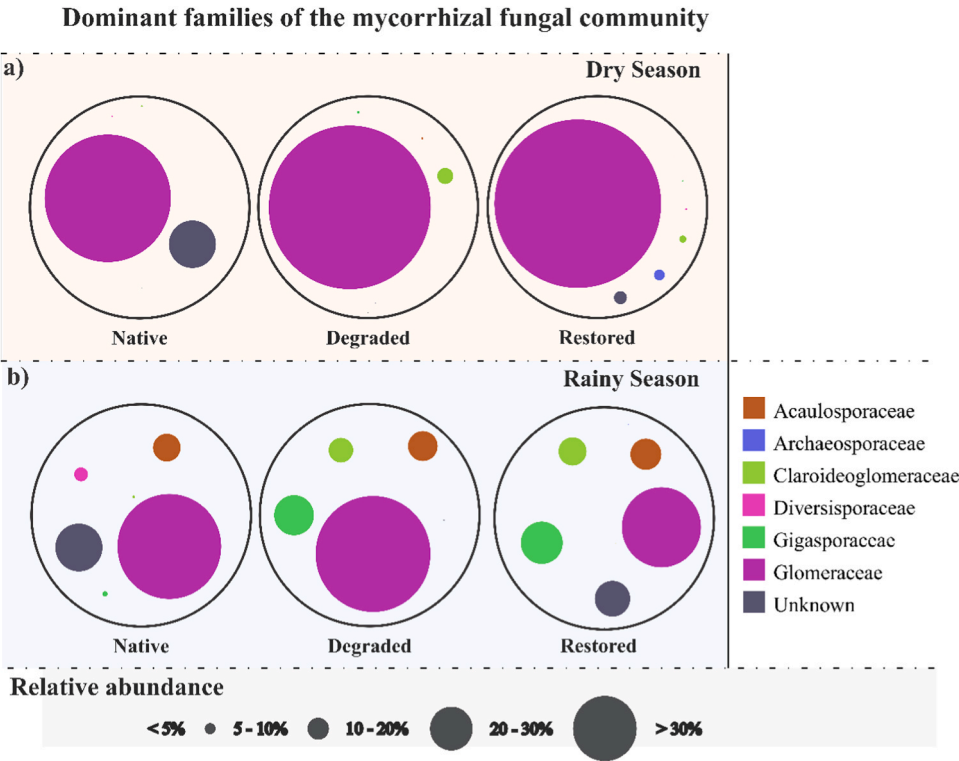 Dominant families of the mycorrhizal fungal community
a)
Dry Season
Native
Degraded
Restored
b)
Rainy Season
Native
Degraded
Restored
Acaulosporaceae
Archaeosporaceae
Claroideoglomeraceae
Diversisporaceae
Gigasporaceae
Glomeraceae
Unknown
Relative abundance
<5% 5-10% 10-20% 20-30% >30%